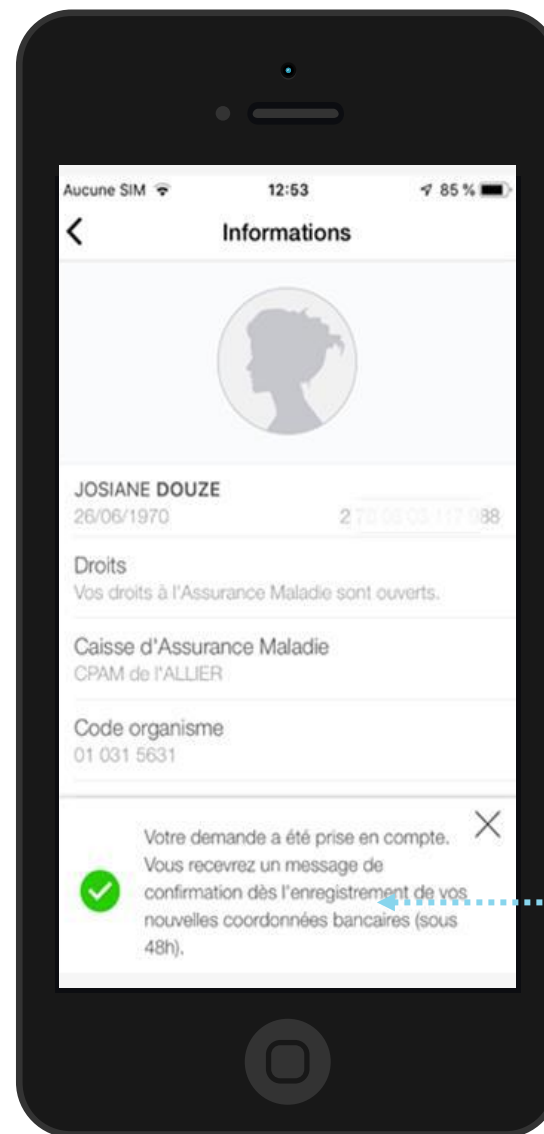 Aucune SIM 12:53 85 %
Informations
JOSIANE DOUZE
26/06/1970 2 88
Droits
Vos droits à l'Assurance Maladie sont ouverts.
Caisse d'Assurance Maladie
CPAM de l'ALLIER
Code organisme
01 031 5631
Votre demande a été prise en compte.
Vous recevrez un message de
confirmation dès l'enregistrement de vos
nouvelles coordonnées bancaires (sous
48h).